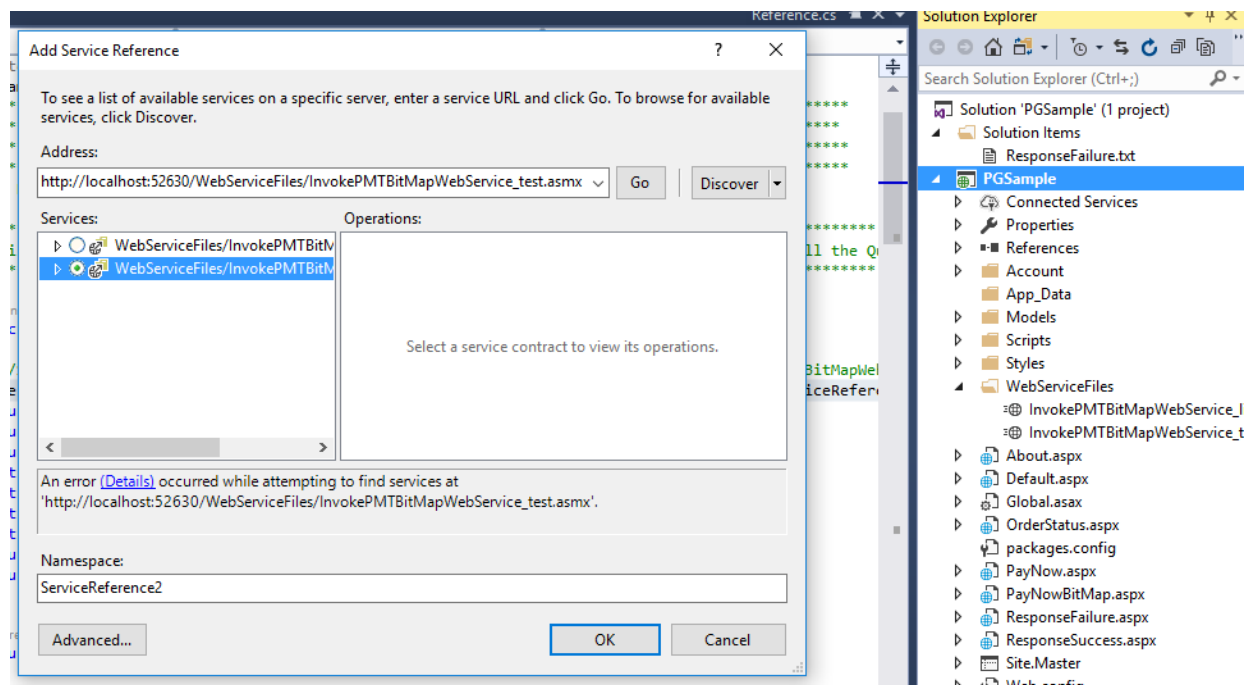 Reference.cs
Add Service Reference
?
To see a list of available services on a specific server, enter a service URL and click Go. To browse for available
services, click Discover.
Address:
http://localhost:52630/WebServiceFiles/InvokePMTBitMapWebService_test.asmx
Go
Discover
Services:
Operations:
WebServiceFiles/InvokePMTBitM
WebServiceFiles/InvokePMTBitM
Select a service contract to view its operations.
An error (Details) occurred while attempting to find services at
'http://localhost:52630/WebServiceFiles/InvokePMTBitMapWebService_test.asmx'.
Namespace:
ServiceReference2
Advanced...
OK
Cancel
*****
****
*****
*****
********
ll the Qu
********
BitMapWel
iceRefere
Solution Explorer
Search Solution Explorer (Ctrl+;)
Solution 'PGSample' (1 project)
Solution Items
ResponseFailure.txt
PGSample
Connected Services
Properties
References
Account
App_Data
Models
Scripts
Styles
WebServiceFiles
InvokePMTBitMapWebService_l
InvokePMTBitMapWebService_t
About.aspx
Default.aspx
Global.asax
OrderStatus.aspx
packages.config
PayNow.aspx
PayNowBitMap.aspx
ResponseFailure.aspx
ResponseSuccess.aspx
Site.Master
Web.config